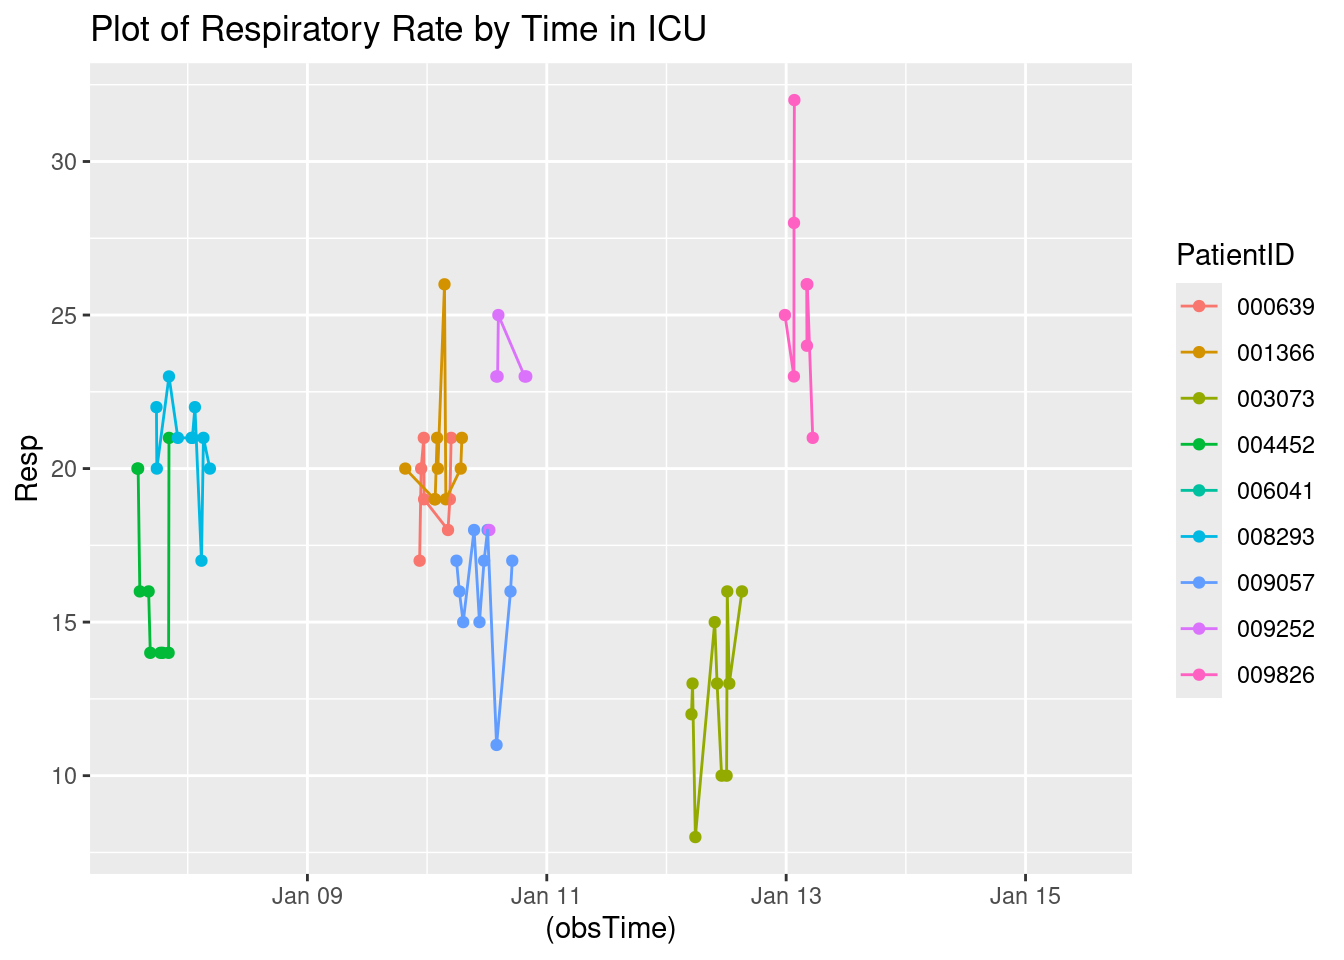 Plot of Respiratory Rate by Time in ICU
Resp
30
25
20
15
10
Jan 09
Jan 11
Jan 13
Jan 15
(obsTime)
PatientID
000639
001366
003073
004452
006041
008293
009057
009252
009826